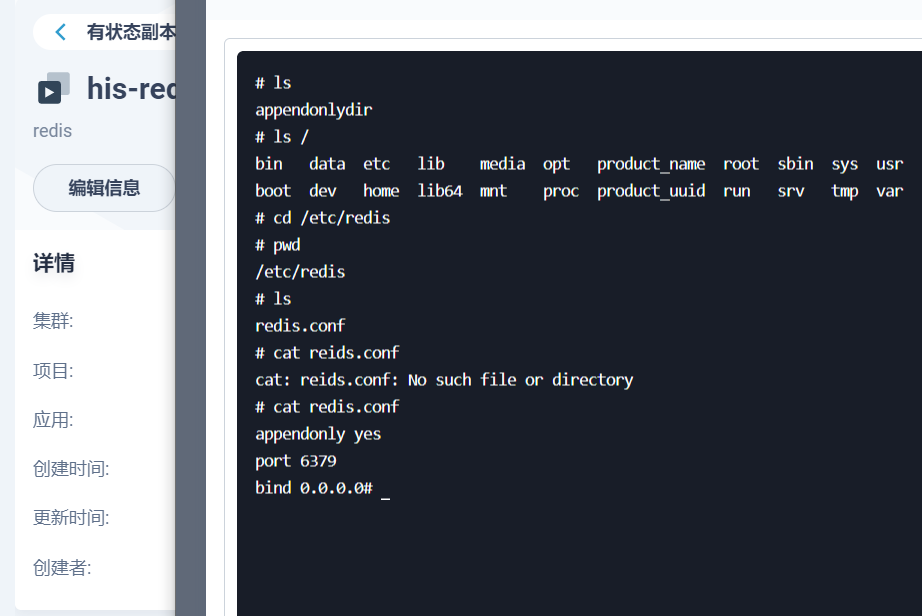 有状态副本
his-red
redis
编辑信息
详情
集群:
项目:
应用:
创建时间:
更新时间:
创建者:
# ls
appendonlydir
# ls /
bin data etc lib media opt product_name root sbin sys usr
boot dev home lib64 mnt proc product_uuid run srv tmp var
# cd /etc/redis
# pwd
/etc/redis
# ls
redis.conf
# cat reids.conf
cat: reids.conf: No such file or directory
# cat redis.conf
appendonly yes
port 6379
bind 0.0.0.0# _